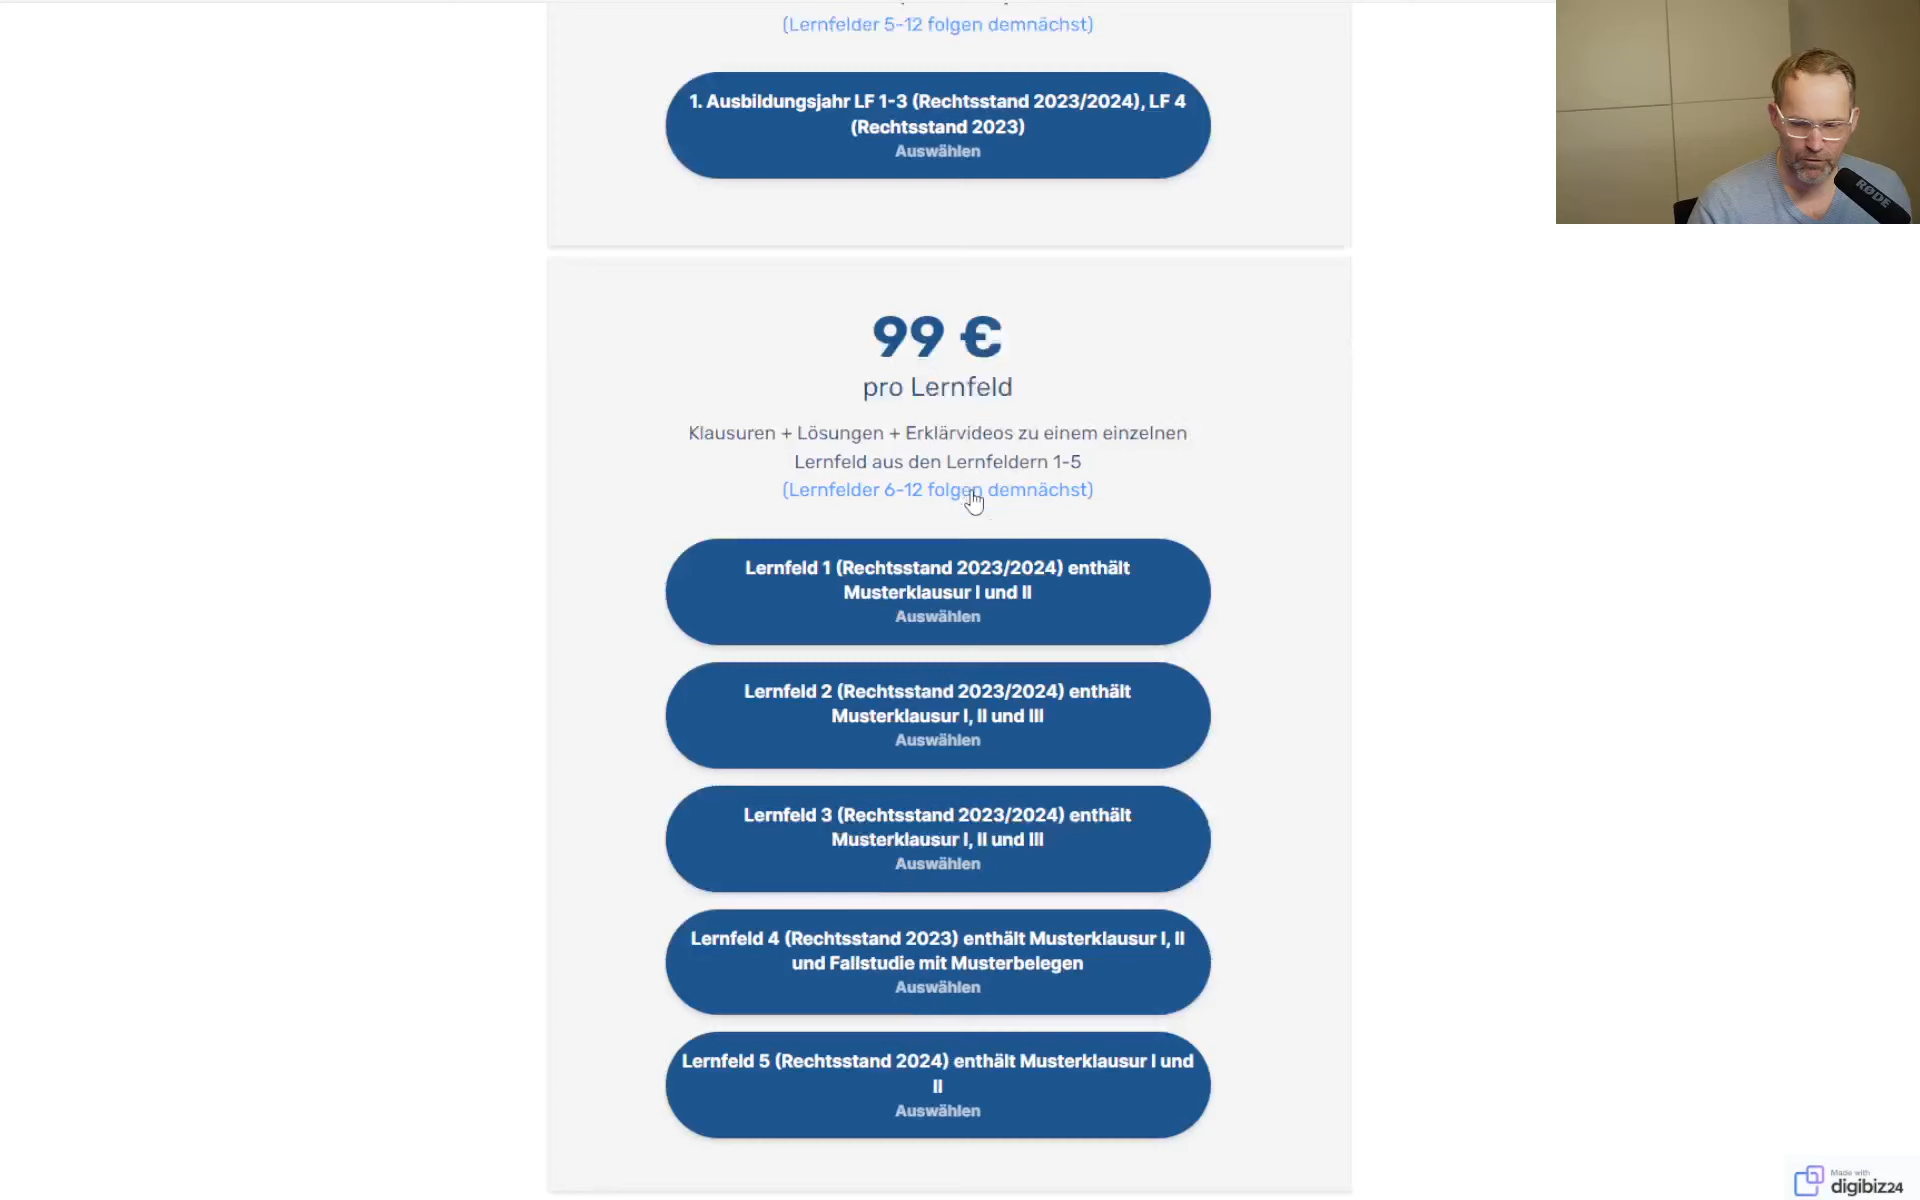 (Lernfelder 5-12 folgen demnächst)
1. Ausbildungsjahr LF 1-3 (Rechtsstand 2023/2024), LF 4
(Rechtsstand 2023)
Auswählen
99 €
pro Lernfeld
Klausuren + Lösungen + Erklärvideos zu einem einzelnen
Lernfeld aus den Lernfeldern 1-5
(Lernfelder 6-12 folgen demnächst)
Lernfeld 1 (Rechtsstand 2023/2024) enthält
Musterklausur I und II
Auswählen
Lernfeld 2 (Rechtsstand 2023/2024) enthält
Musterklausur I, II und III
Auswählen
Lernfeld 3 (Rechtsstand 2023/2024) enthält
Musterklausur I, II und III
Auswählen
Lernfeld 4 (Rechtsstand 2023) enthält Musterklausur I, II
und Fallstudie mit Musterbelegen
Auswählen
Lernfeld 5 (Rechtsstand 2024) enthält Musterklausur I und
II
Auswählen
RØDE
Made with
digibiz24